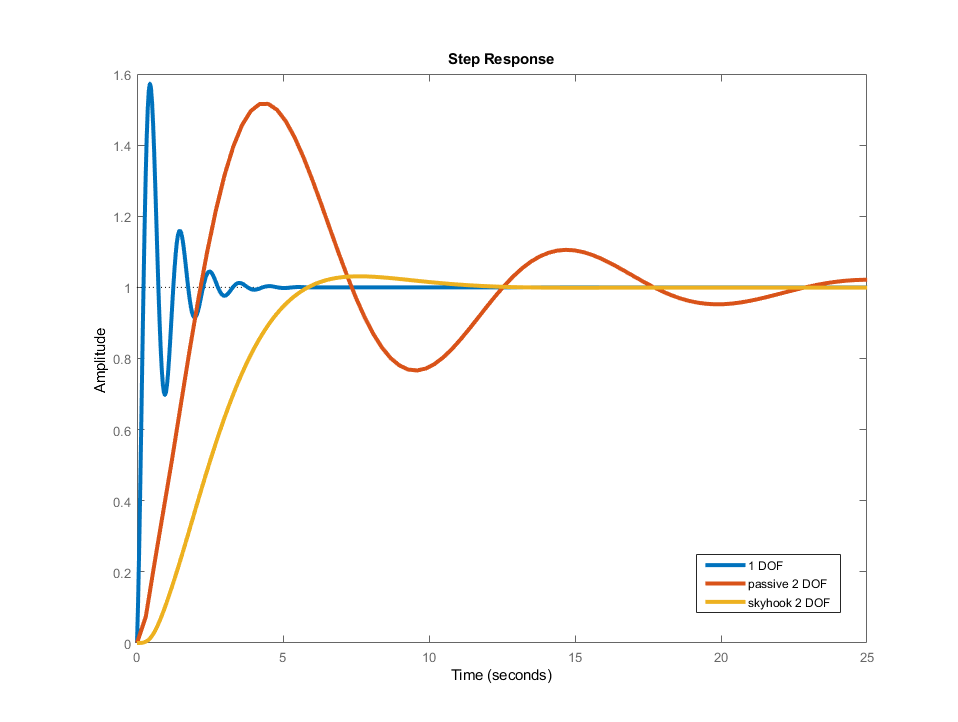 Step Response
1.6
1.4
1.2
1
0.8
0.6
0.4
0.2
0
Amplitude
0 5 10 15 20 25
Time (seconds)
1 DOF
passive 2 DOF
skyhook 2 DOF